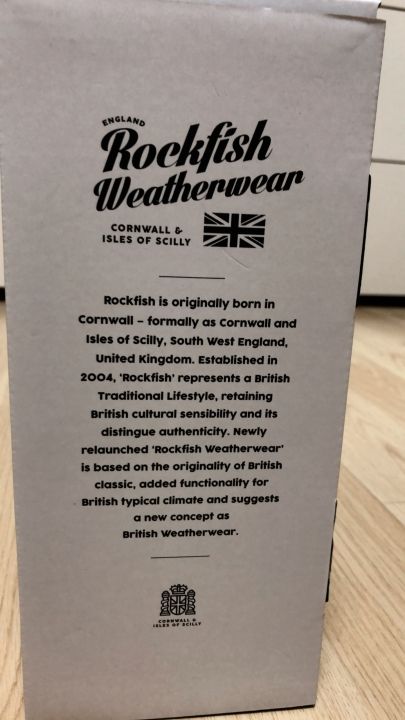 ENGLAND
Rockfish
Weatherwear
CORNWALL &
ISLES OF SCILLY
Rockfish is originally born in
Cornwall – formally as Cornwall and
Isles of Scilly, South West England,
United Kingdom. Established in
2004, ‘Rockfish’ represents a British
Traditional Lifestyle, retaining
British cultural sensibility and its
distingue authenticity. Newly
relaunched ‘Rockfish Weatherwear’
is based on the originality of British
classic, added functionality for
British typical climate and suggests
a new concept as
British Weatherwear.
CORNWALL &
ISLES OF SCILLY